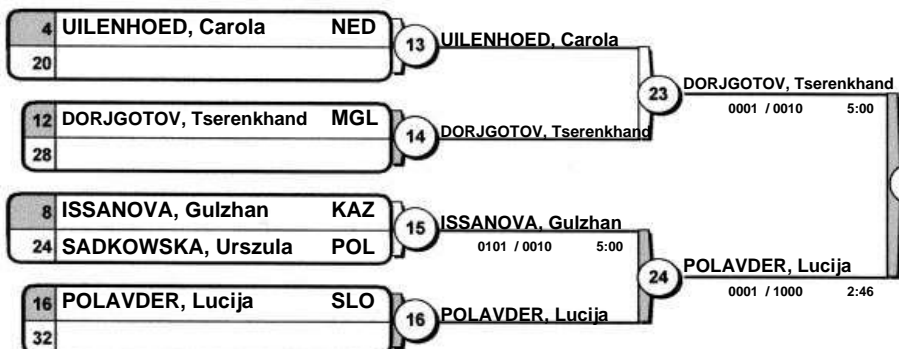 4 UILENHOED, Carola NED
20
13 UILENHOED, Carola
12 DORJGOTOV, Tserenkhand MGL
28
14 DORJGOTOV, Tserenkhand
23 DORJGOTOV, Tserenkhand
0001 / 0010 5:00
8 ISSANOVA, Gulzhan KAZ
24 SADKOWSKA, Urszula POL
15 ISSANOVA, Gulzhan
0101 / 0010 5:00
16 POLAVDER, Lucija SLO
32
16 POLAVDER, Lucija
24 POLAVDER, Lucija
0001 / 1000 2:46